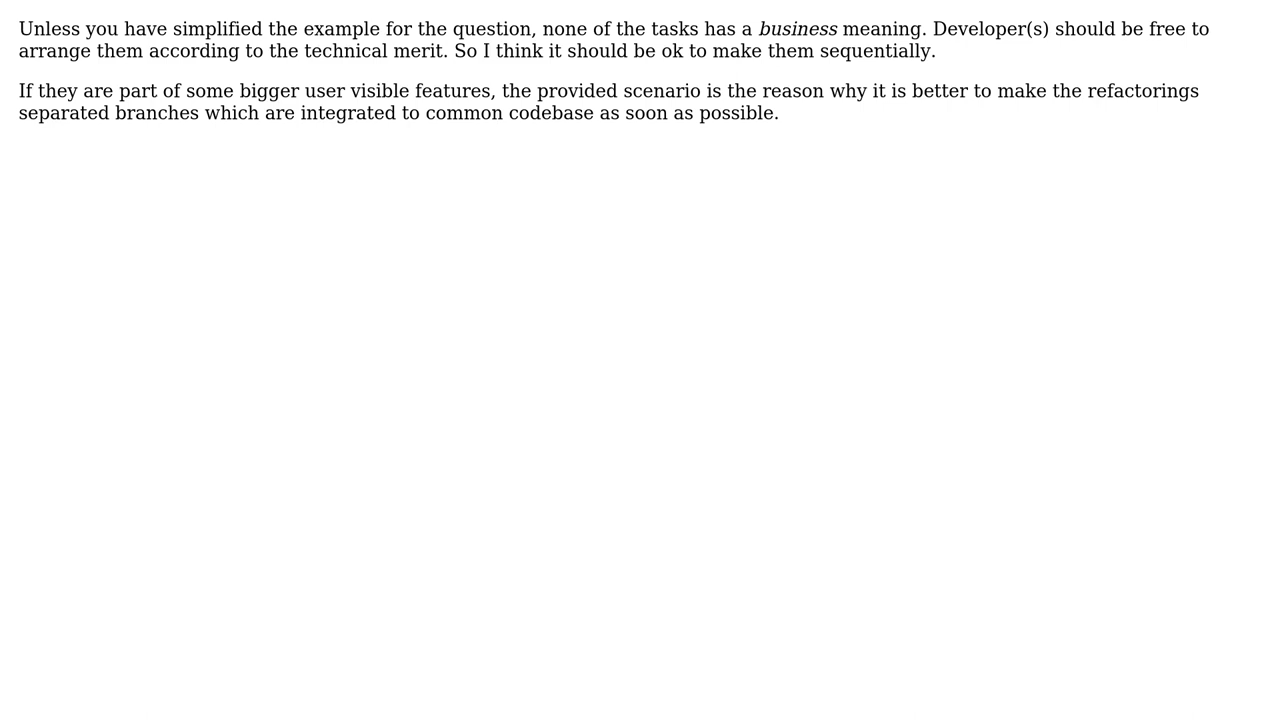 Unless you have simplified the example for the question, none of the tasks has a business meaning. Developer(s) should be free to
arrange them according to the technical merit. So I think it should be ok to make them sequentially.
If they are part of some bigger user visible features, the provided scenario is the reason why it is better to make the refactorings
separated branches which are integrated to common codebase as soon as possible.